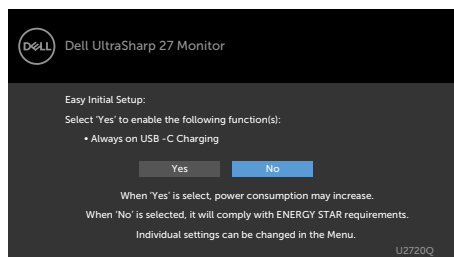 DELL
Dell UltraSharp 27 Monitor
Easy Initial Setup:
Select 'Yes' to enable the following function(s):
• Always on USB -C Charging
Yes
No
When 'Yes' is select, power consumption may increase.
When 'No' is selected, it will comply with ENERGY STAR requirements.
Individual settings can be changed in the Menu.
U2720Q